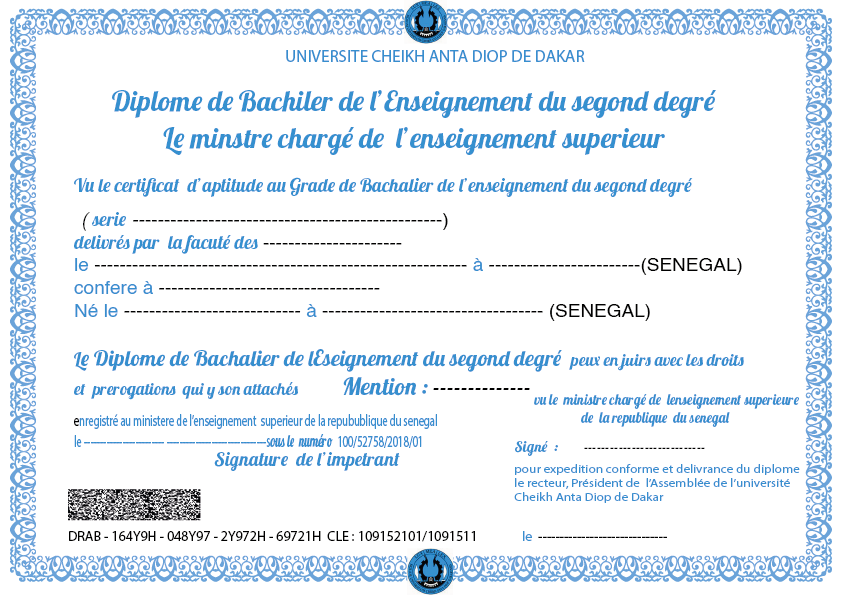 UNIVERSITE CHEIKH ANTA DIOP DE DAKAR
Diplome de Bachiler de l'Enseignement du segond degré
Le minstre chargé de l'enseignement superieur
Vu le certificat d'aptitude au Grade de Bachalier de l'enseignement du segond degré
( serie -------------------------------------------------)
delivrés par la faculé des ----------------------
le ----------------------------------------------------------- à ------------------------(SENEGAL)
confere à -----------------------------------
Né le ---------------------------- à ----------------------------------- (SENEGAL)
Le Diplome de Bachalier de lEseignement du segond degré peux en juirs avec les droits
et prerogations qui y son attachés Mention : --------------
vu le ministre chargé de lenseignement superieure
de la republique du senegal
enregistré au ministere de l'enseignement superieur de la repububique du senegal
le ------------------------------ ------------------------------------sous le numéro 100/52758/2018/01
Signature de l'impetrant
Signé : ---------------------------
pour expedition conforme et delivrance du diplome
le recteur, Président de l'Assemblée de l'université
Cheikh Anta Diop de Dakar
DRAB - 164Y9H - 048Y97 - 2Y972H - 69721H CLE : 109152101/1091511
le ------------------------------